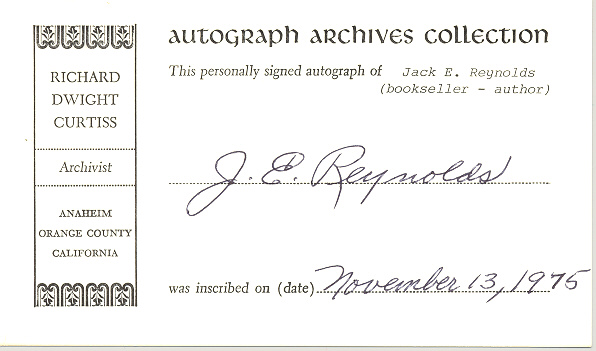 AUTOGRAPH ARCHIVES COLLECTION
RICHARD
DWIGHT
CURTISS
Archivist
ANAHEIM
ORANGE COUNTY
CALIFORNIA
This personally signed autograph of Jack E. Reynolds
(bookseller - author)
J. E. Reynolds
was inscribed on (date) November 13, 1975